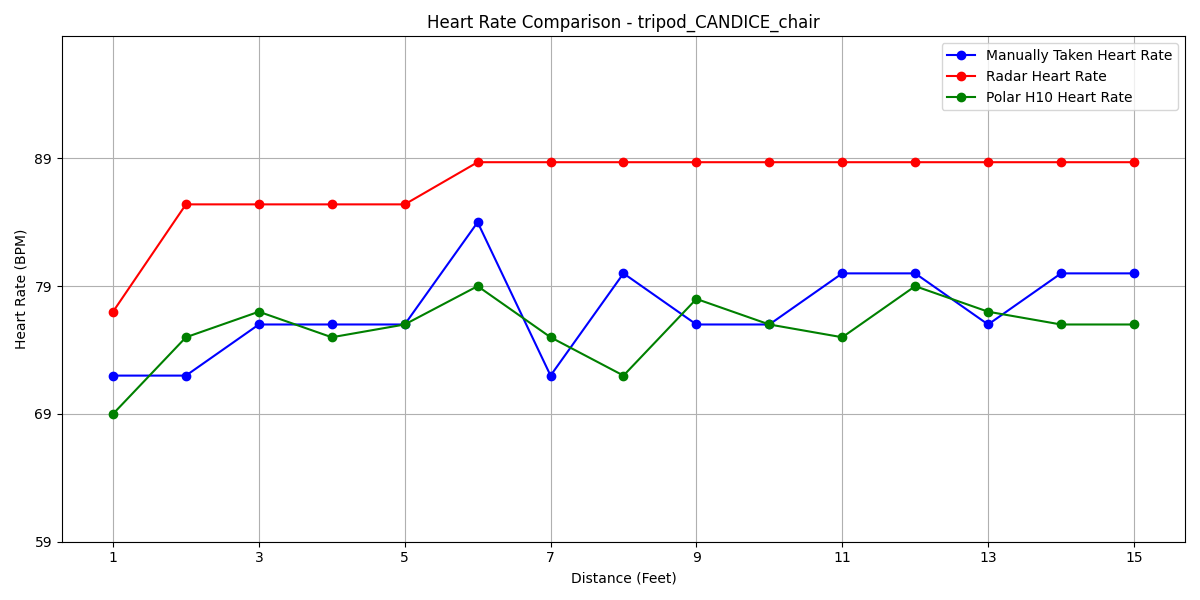 Heart Rate Comparison - tripod_CANDICE_chair
Manually Taken Heart Rate
Radar Heart Rate
Polar H10 Heart Rate
Heart Rate (BPM)
89
79
69
59
1 3 5 7 9 11 13 15
Distance (Feet)